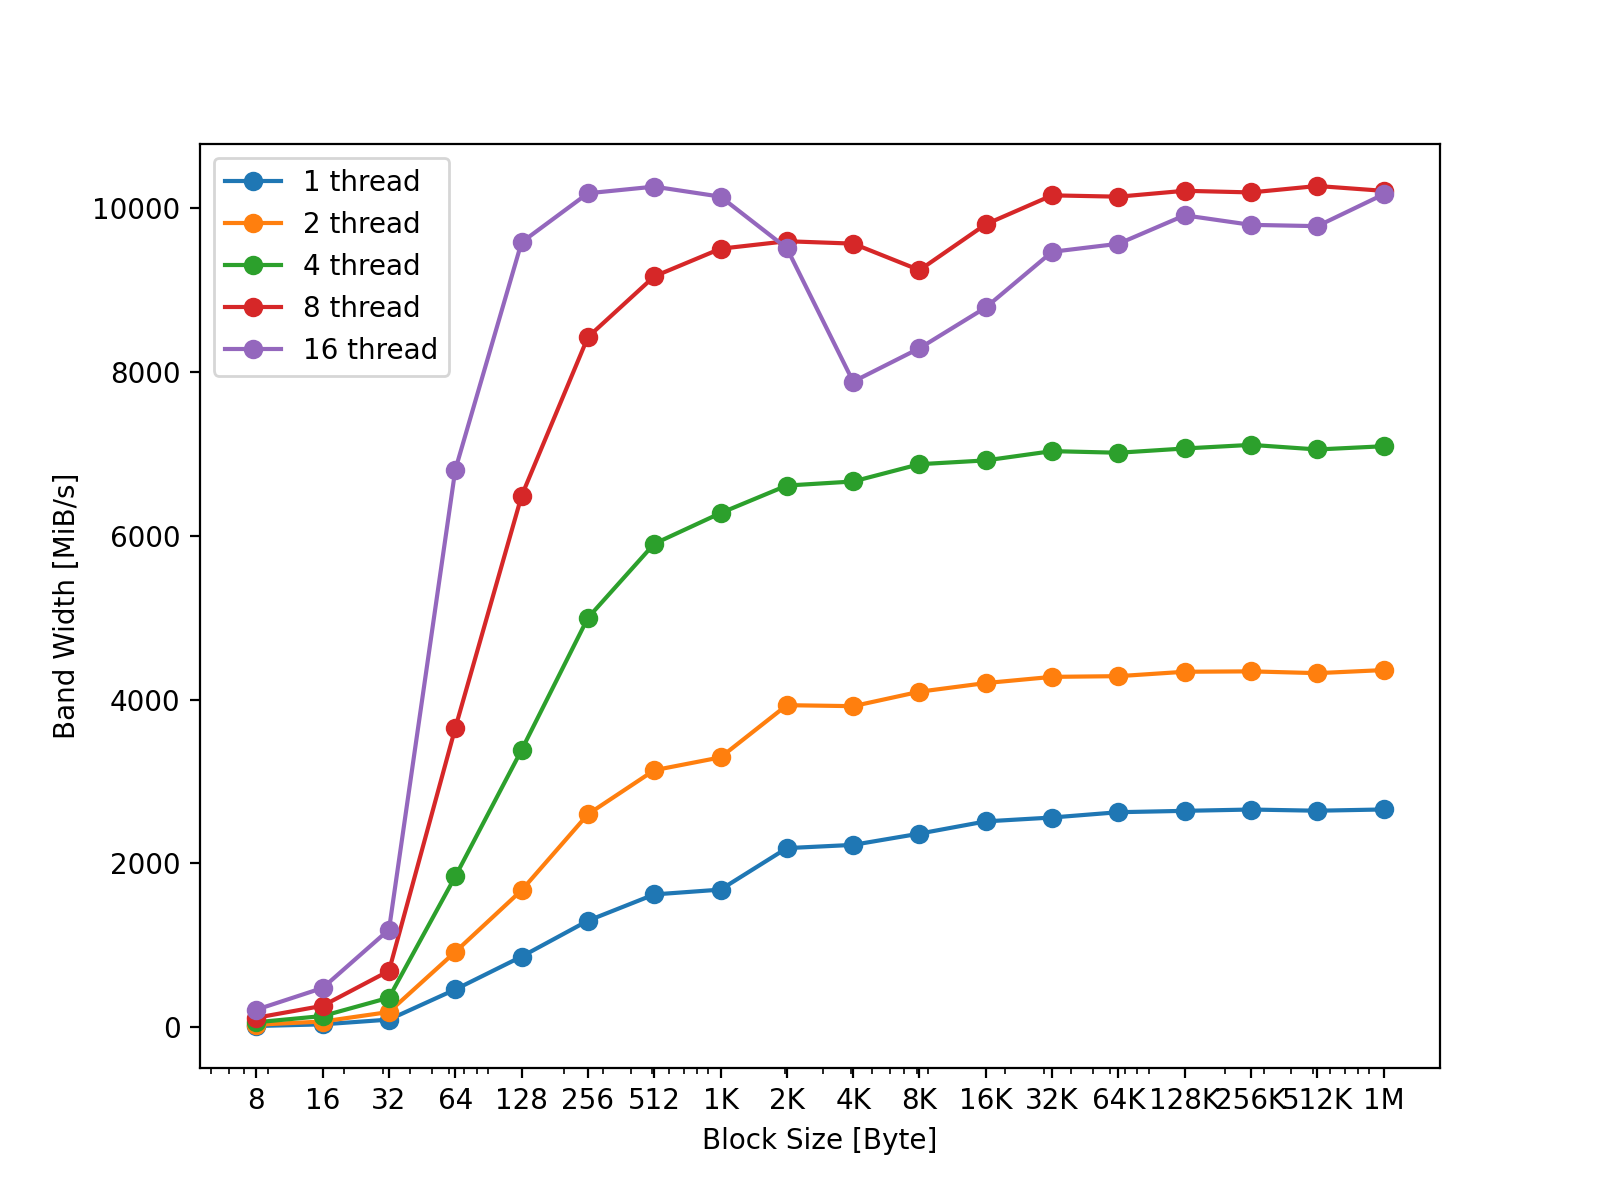 1 thread
2 thread
4 thread
8 thread
16 thread
10000
8000
6000
4000
2000
0
Band Width [MiB/s]
8 16 32 64 128 256 512 1K 2K 4K 8K 16K 32K 64K 128K 256K 512K 1M
Block Size [Byte]